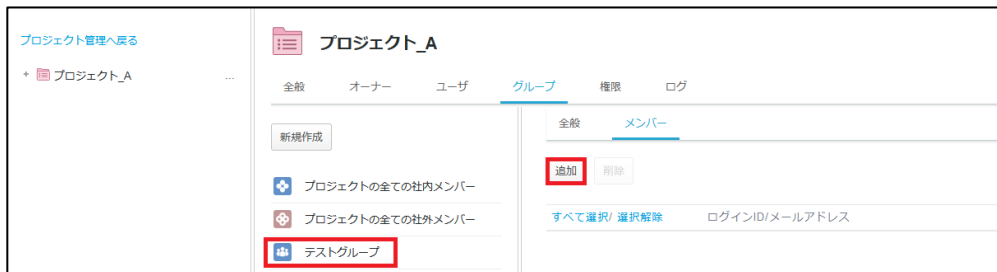 プロジェクト管理へ戻る
+ プロジェクト_A ...
プロジェクト_A
全般 オーナー ユーザ グループ 権限 ログ
新規作成
プロジェクトの全ての社内メンバー
プロジェクトの全ての社外メンバー
テストグループ
全般 メンバー
追加 削除
すべて選択/ 選択解除 ログインID/メールアドレス